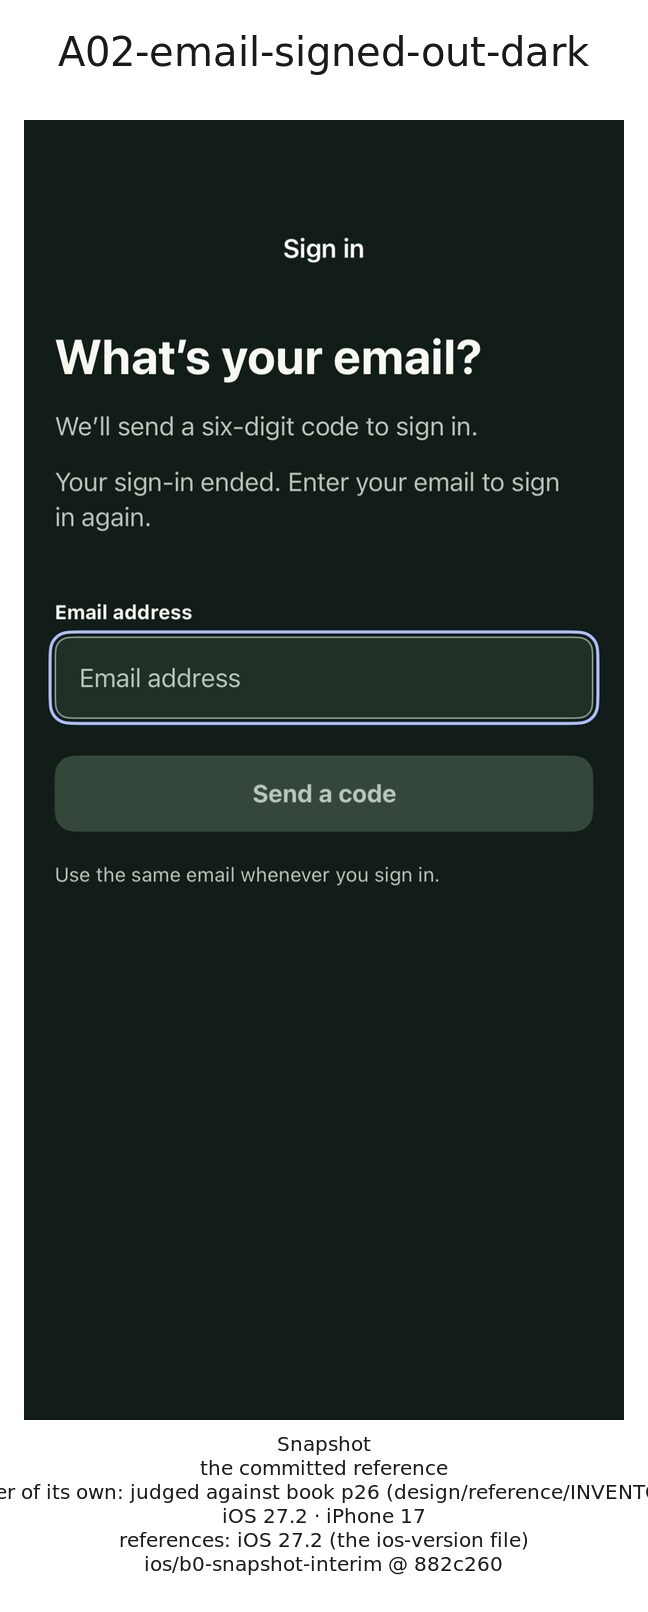 A02-email-signed-out-dark
Sign in
What’s your email?
We’ll send a six-digit code to sign in.
Your sign-in ended. Enter your email to sign
in again.
Email address
Email address
Send a code
Use the same email whenever you sign in.
Snapshot
the committed reference
of its own: judged against book p26 (design/reference/
iOS 27.2 · iPhone 17
references: iOS 27.2 (the ios-version file)
ios/b0-snapshot-interim @ 882c260